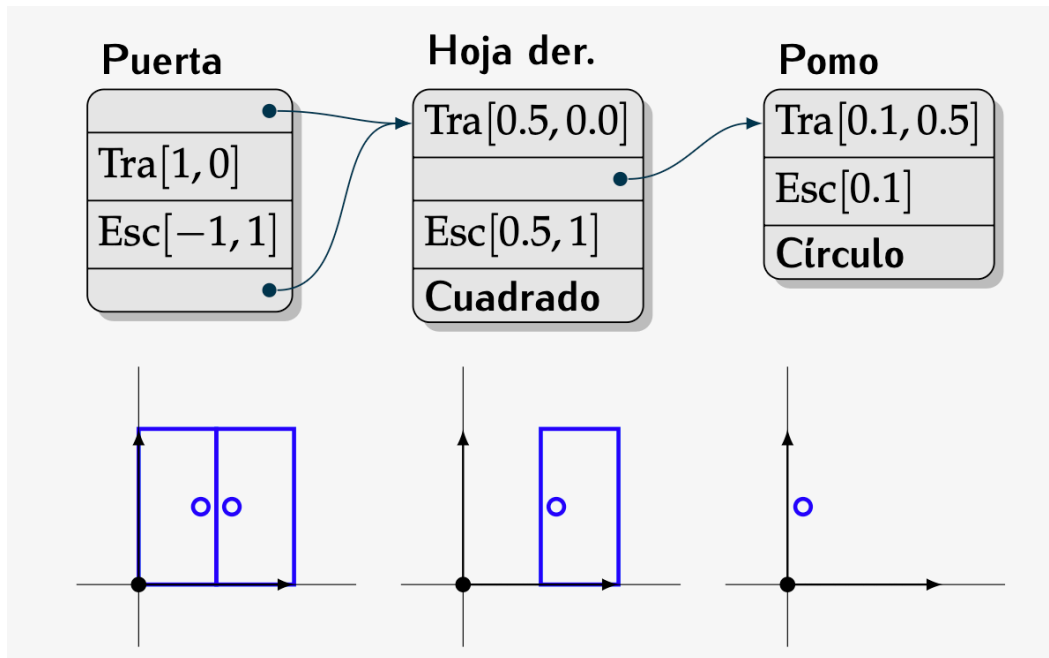 Puerta
Tra[1, 0]
Esc[−1, 1]
Hoja der.
Tra[0.5, 0.0]
Esc[0.5, 1]
Cuadrado
Pomo
Tra[0.1, 0.5]
Esc[0.1]
Círculo